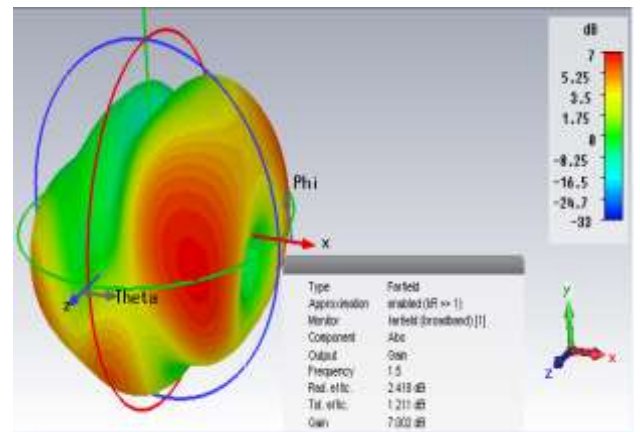 dB
7
5.25
3.5
1.75
0
-8.25
-16.5
-24.7
-33
Phi
x
Theta
z
Type Farfield
Approximation enabled (kR >> 1)
Monitor farfield (broadband) [1]
Component Abs
Output Gain
Frequency 1.5
Rad. effic. 2.418 dB
Tot. effic. 1.211 dB
Gain 7.002 dB
y
x
z